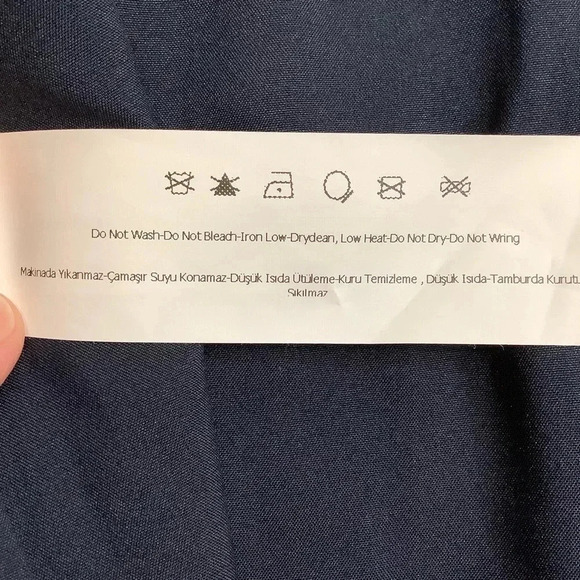 Do Not Wash-Do Not Bleach-Iron Low-Dryclean, Low Heat-Do Not Dry-Do Not Wring
Makinada Yıkanmaz-Çamaşır Suyu Konamaz-Düşük Isıda Ütüleme-Kuru Temizleme , Düşük Isıda-Tamburda
Sıkılmaz